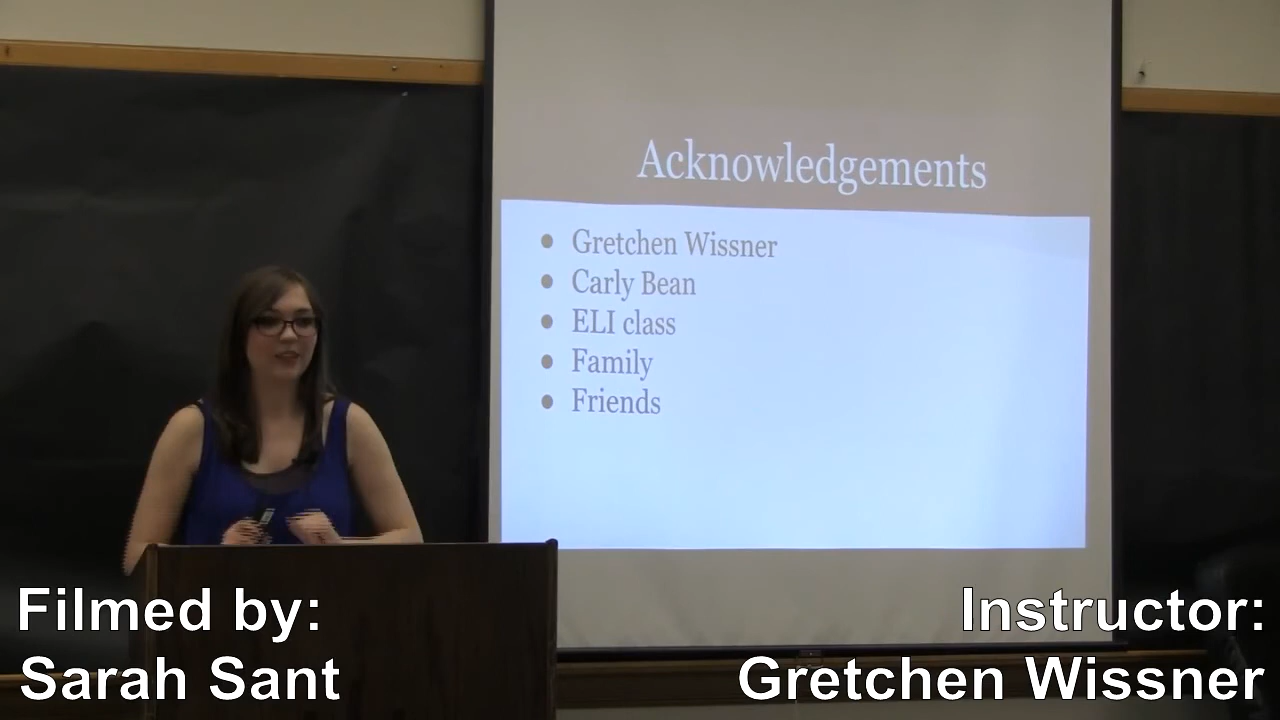 Acknowledgements
Gretchen Wissner
Carly Bean
ELI class
Family
Friends
Filmed by:
Sarah Sant
Instructor:
Gretchen Wissner